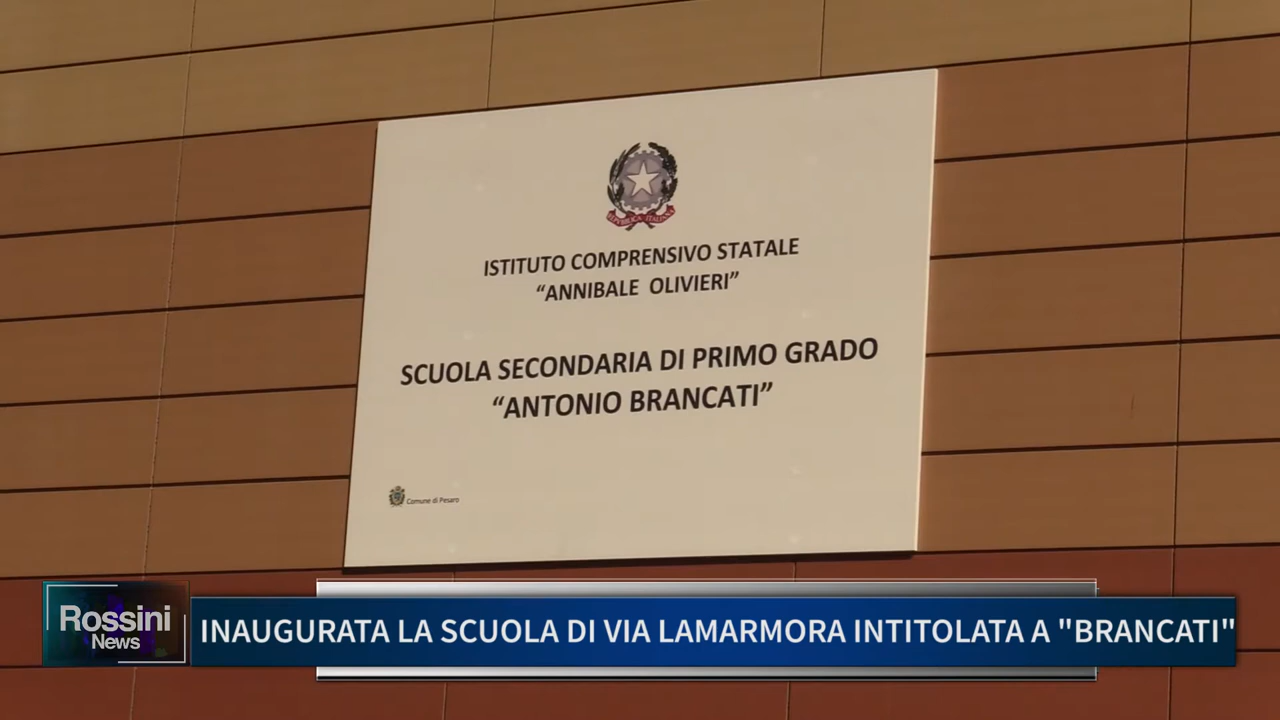 REPVBBLICA ITALIANA
ISTITUTO COMPRENSIVO STATALE
“ANNIBALE OLIVIERI”
SCUOLA SECONDARIA DI PRIMO GRADO
“ANTONIO BRANCATI”
Comune di Pesaro
Rossini
News
INAUGURATA LA SCUOLA DI VIA LAMARMORA INTITOLATA A "BRANCATI"